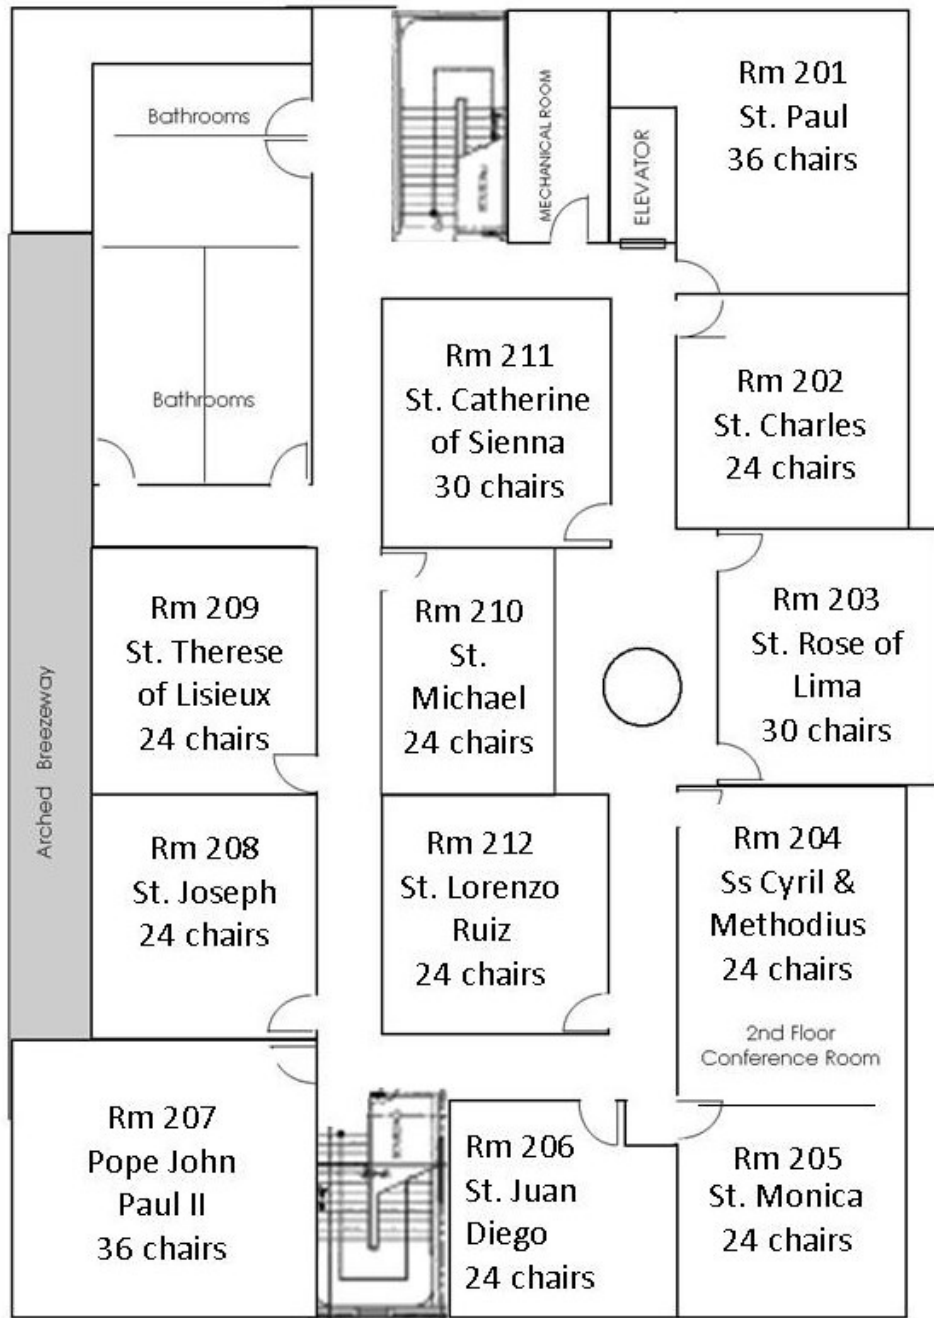 Rm 201
St. Paul
36 chairs
Bathrooms
MECHANICAL ROOM
ELEVATOR
Rm 211
St. Catherine
of Sienna
30 chairs
Rm 202
St. Charles
24 chairs
Bathrooms
Rm 209
St. Therese
of Lisieux
24 chairs
Rm 210
St.
Michael
24 chairs
Rm 203
St. Rose of
Lima
30 chairs
Arched Breezeway
Rm 208
St. Joseph
24 chairs
Rm 212
St. Lorenzo
Ruiz
24 chairs
Rm 204
Ss Cyril &
Methodius
24 chairs
2nd Floor
Conference Room
Rm 207
Pope John
Paul II
36 chairs
Rm 206
St. Juan
Diego
24 chairs
Rm 205
St. Monica
24 chairs